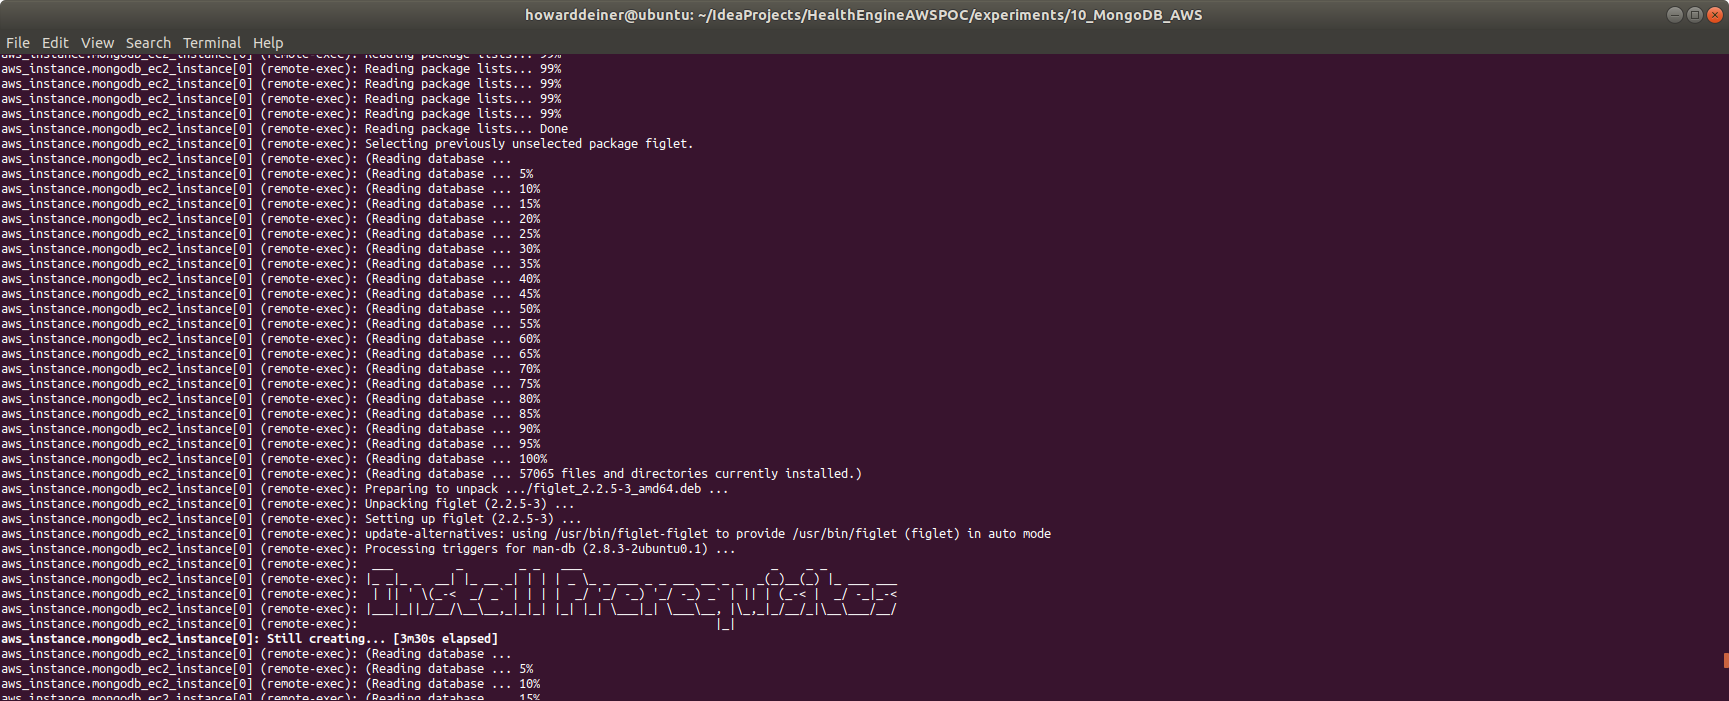 howarddeiner@ubuntu: ~/IdeaProjects/HealthEngineAWSPOC/experiments/10_MongoDB_AWS
File Edit View Search Terminal Help
aws_instance.mongodb_ec2_instance[0] (remote-exec): Reading package lists... 99%
aws_instance.mongodb_ec2_instance[0] (remote-exec): Reading package lists... 99%
aws_instance.mongodb_ec2_instance[0] (remote-exec): Reading package lists... 99%
aws_instance.mongodb_ec2_instance[0] (remote-exec): Reading package lists... 99%
aws_instance.mongodb_ec2_instance[0] (remote-exec): Reading package lists... 99%
aws_instance.mongodb_ec2_instance[0] (remote-exec): Reading package lists... Done
aws_instance.mongodb_ec2_instance[0] (remote-exec): Selecting previously unselected package figlet.
aws_instance.mongodb_ec2_instance[0] (remote-exec): (Reading database ...
aws_instance.mongodb_ec2_instance[0] (remote-exec): (Reading database ... 5%
aws_instance.mongodb_ec2_instance[0] (remote-exec): (Reading database ... 10%
aws_instance.mongodb_ec2_instance[0] (remote-exec): (Reading database ... 15%
aws_instance.mongodb_ec2_instance[0] (remote-exec): (Reading database ... 20%
aws_instance.mongodb_ec2_instance[0] (remote-exec): (Reading database ... 25%
aws_instance.mongodb_ec2_instance[0] (remote-exec): (Reading database ... 30%
aws_instance.mongodb_ec2_instance[0] (remote-exec): (Reading database ... 35%
aws_instance.mongodb_ec2_instance[0] (remote-exec): (Reading database ... 40%
aws_instance.mongodb_ec2_instance[0] (remote-exec): (Reading database ... 45%
aws_instance.mongodb_ec2_instance[0] (remote-exec): (Reading database ... 50%
aws_instance.mongodb_ec2_instance[0] (remote-exec): (Reading database ... 55%
aws_instance.mongodb_ec2_instance[0] (remote-exec): (Reading database ... 60%
aws_instance.mongodb_ec2_instance[0] (remote-exec): (Reading database ... 65%
aws_instance.mongodb_ec2_instance[0] (remote-exec): (Reading database ... 70%
aws_instance.mongodb_ec2_instance[0] (remote-exec): (Reading database ... 75%
aws_instance.mongodb_ec2_instance[0] (remote-exec): (Reading database ... 80%
aws_instance.mongodb_ec2_instance[0] (remote-exec): (Reading database ... 85%
aws_instance.mongodb_ec2_instance[0] (remote-exec): (Reading database ... 90%
aws_instance.mongodb_ec2_instance[0] (remote-exec): (Reading database ... 95%
aws_instance.mongodb_ec2_instance[0] (remote-exec): (Reading database ... 100%
aws_instance.mongodb_ec2_instance[0] (remote-exec): (Reading database ... 57065 files and directories currently installed.)
aws_instance.mongodb_ec2_instance[0] (remote-exec): Preparing to unpack .../figlet_2.2.5-3_amd64.deb ...
aws_instance.mongodb_ec2_instance[0] (remote-exec): Unpacking figlet (2.2.5-3) ...
aws_instance.mongodb_ec2_instance[0] (remote-exec): Setting up figlet (2.2.5-3) ...
aws_instance.mongodb_ec2_instance[0] (remote-exec): update-alternatives: using /usr/bin/figlet-figlet to provide /usr/bin/figlet (figlet) in auto mode
aws_instance.mongodb_ec2_instance[0] (remote-exec): Processing triggers for man-db (2.8.3-2ubuntu0.1) ...
aws_instance.mongodb_ec2_instance[0] (remote-exec):
aws_instance.mongodb_ec2_instance[0] (remote-exec):
aws_instance.mongodb_ec2_instance[0] (remote-exec): Install Prerequisites
aws_instance.mongodb_ec2_instance[0] (remote-exec):
aws_instance.mongodb_ec2_instance[0] (remote-exec):
aws_instance.mongodb_ec2_instance[0]: Still creating... [3m30s elapsed]
aws_instance.mongodb_ec2_instance[0] (remote-exec): (Reading database ...
aws_instance.mongodb_ec2_instance[0] (remote-exec): (Reading database ... 5%
aws_instance.mongodb_ec2_instance[0] (remote-exec): (Reading database ... 10%
aws_instance.mongodb_ec2_instance[0] (remote-exec): (Reading database ... 15%